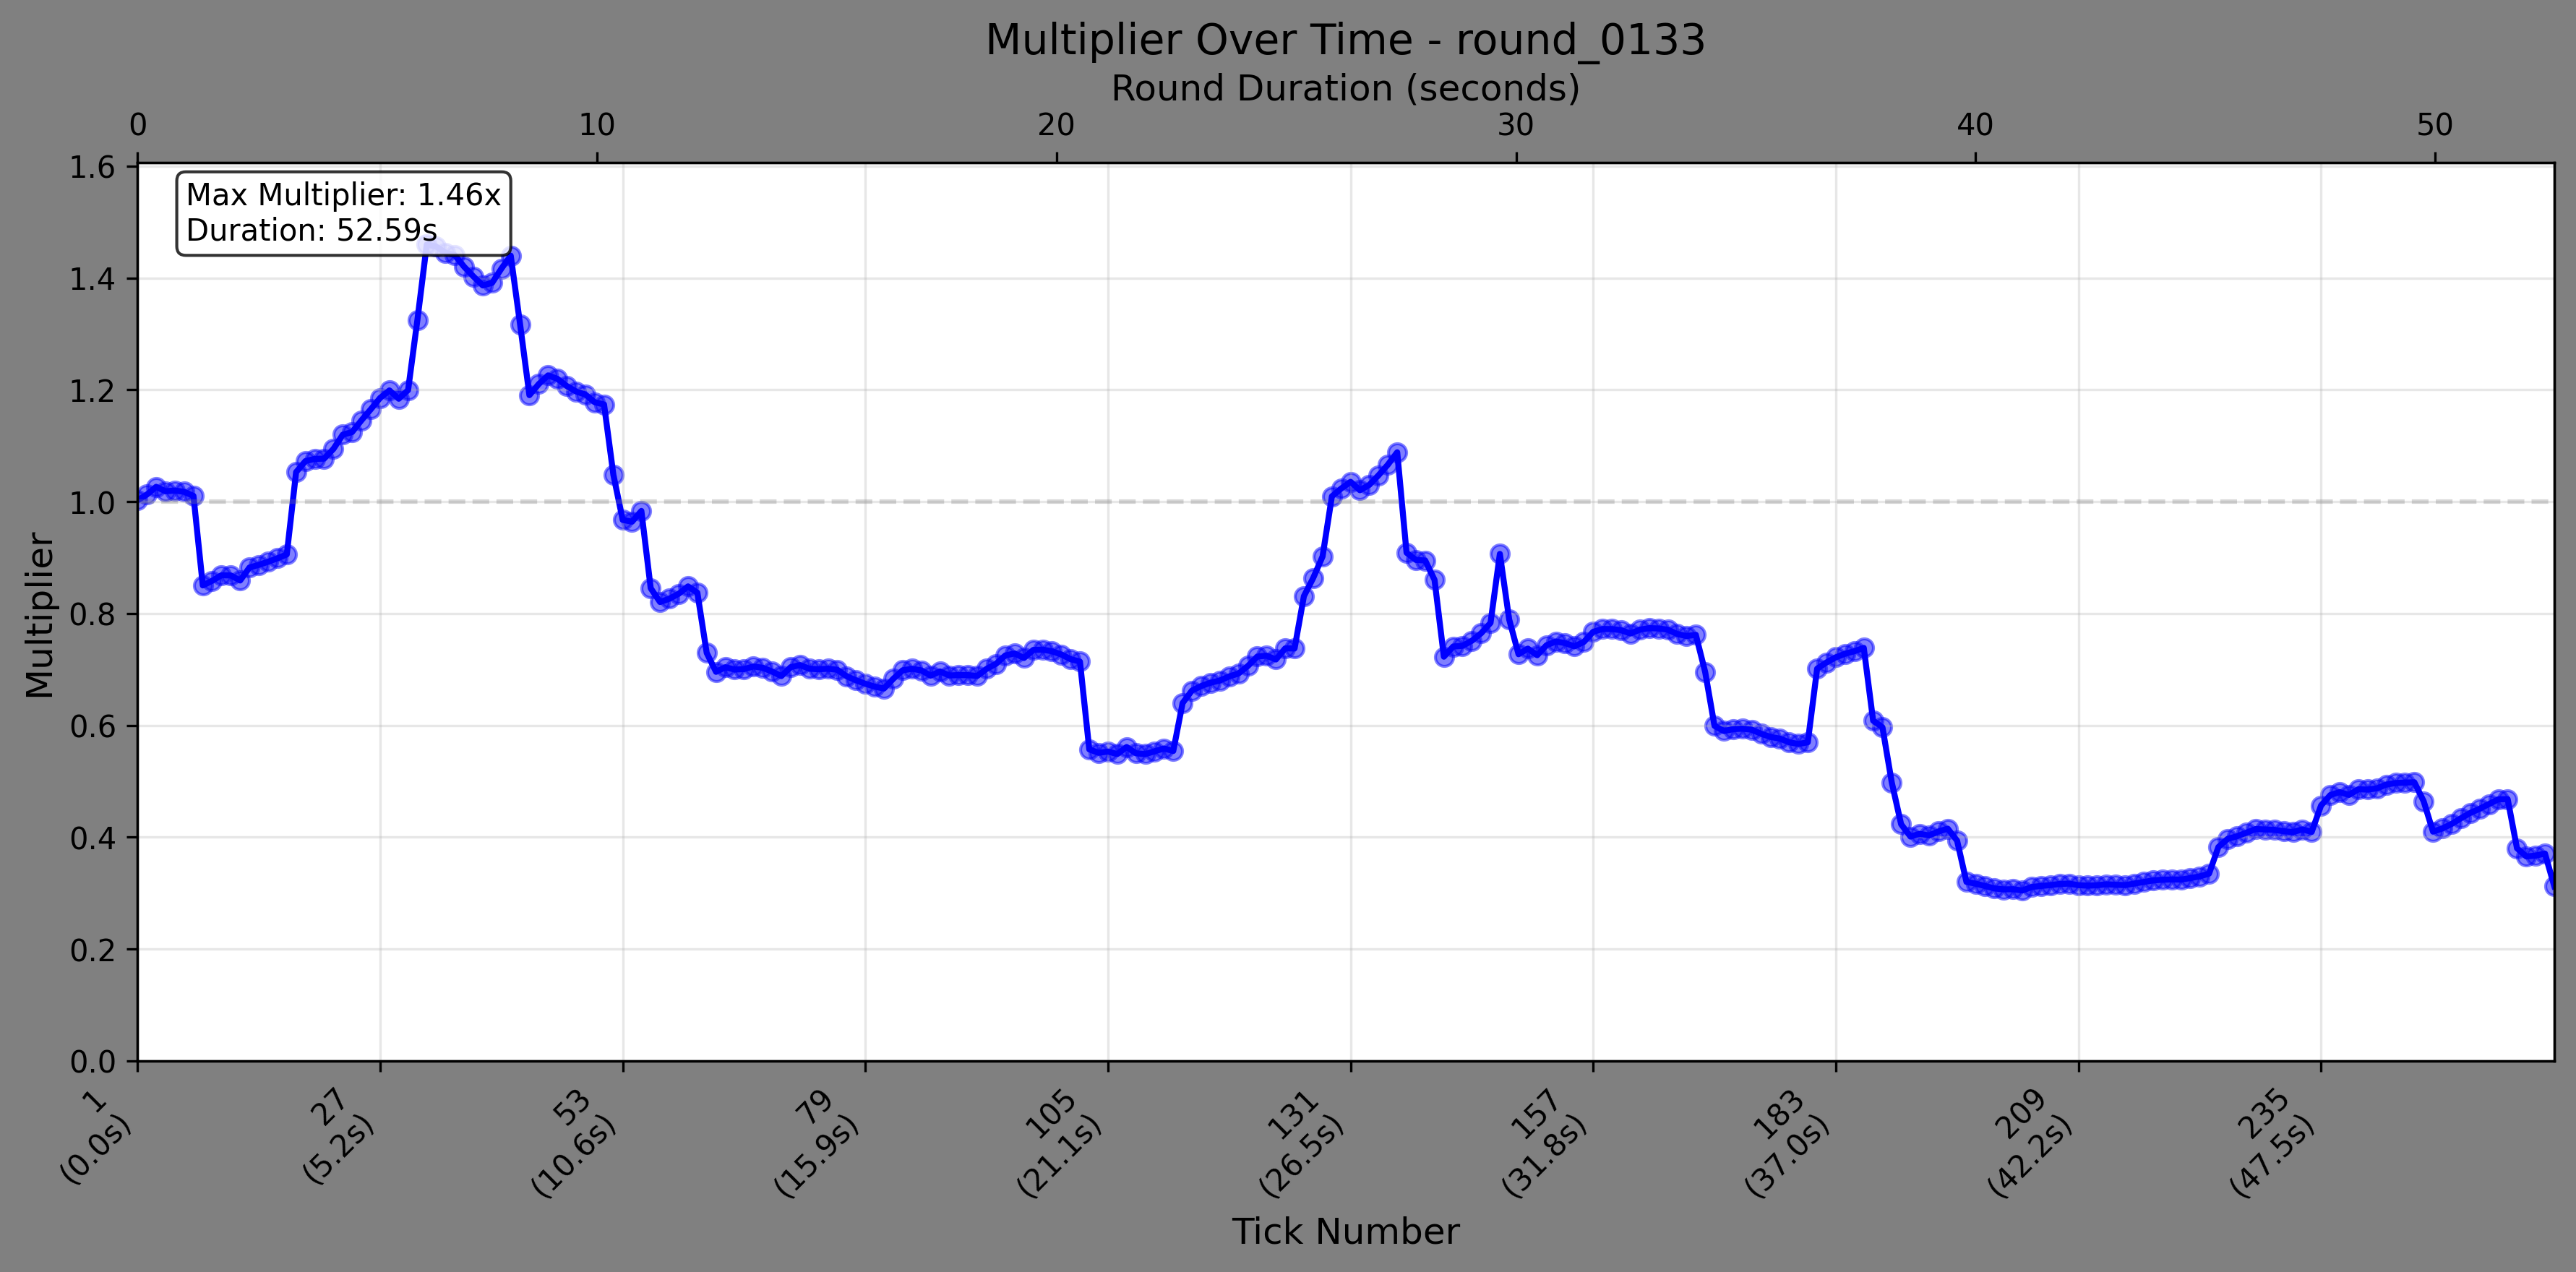 Multiplier Over Time - round_0133
Round Duration (seconds)
0 10 20 30 40 50
Max Multiplier: 1.46x
Duration: 52.59s
Multiplier
1.6
1.4
1.2
1.0
0.8
0.6
0.4
0.2
0.0
1
(0.0s)
27
(5.2s)
53
(10.6s)
79
(15.9s)
105
(21.1s)
131
(26.5s)
157
(31.8s)
183
(37.0s)
209
(42.2s)
235
(47.5s)
Tick Number